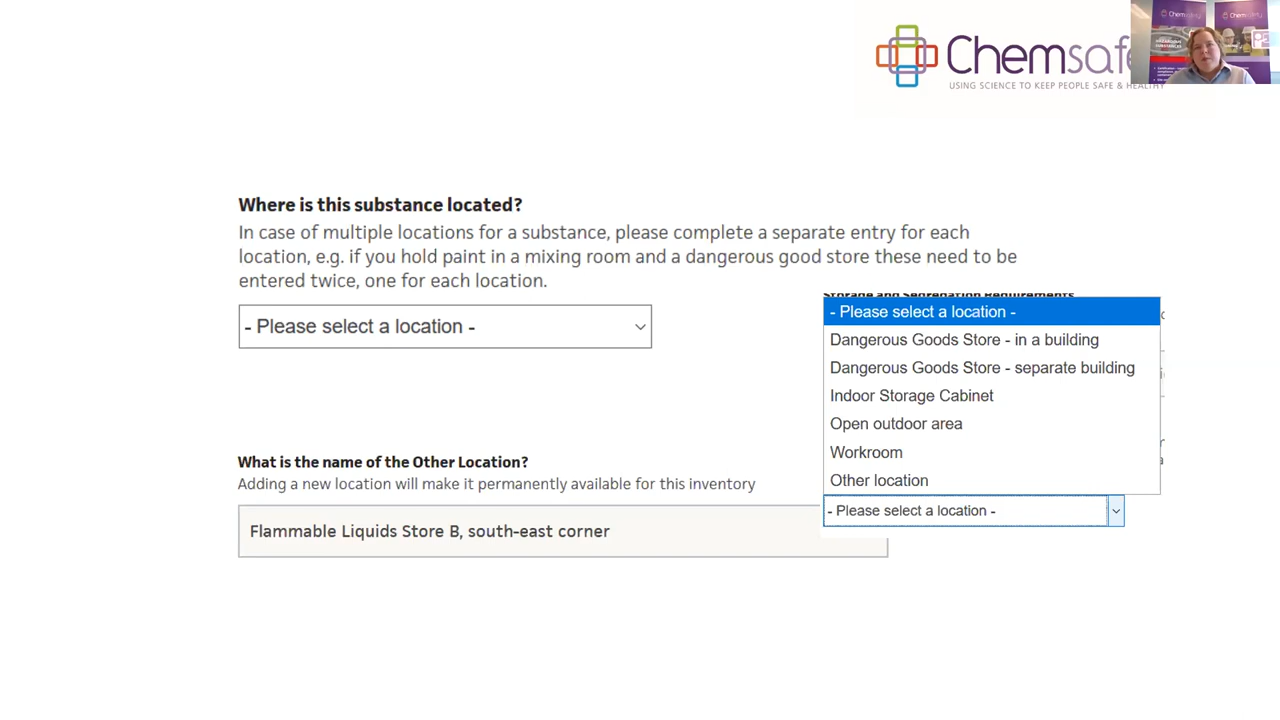 Chemsafe
USING SCIENCE TO KEEP PEOPLE SAFE & HEALTHY
Where is this substance located?
In case of multiple locations for a substance, please complete a separate entry for each
location, e.g. if you hold paint in a mixing room and a dangerous good store these need to be
entered twice, one for each location.
- Please select a location -
Storage and Segregation Requirements
- Please select a location -
Dangerous Goods Store - in a building
Dangerous Goods Store - separate building
Indoor Storage Cabinet
Open outdoor area
Workroom
Other location
- Please select a location -
What is the name of the Other Location?
Adding a new location will make it permanently available for this inventory
Flammable Liquids Store B, south-east corner